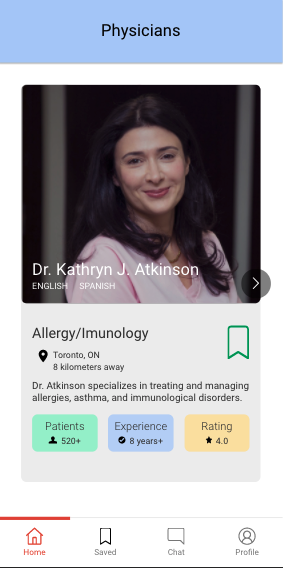 Physicians
Dr. Kathryn J. Atkinson
ENGLISH SPANISH
Allergy/Imunology
Toronto, ON
8 kilometers away
Dr. Atkinson specializes in treating and managing
allergies, asthma, and immunological disorders.
Patients Experience Rating
520+ 8 years+ 4.0
Home Saved Chat Profile